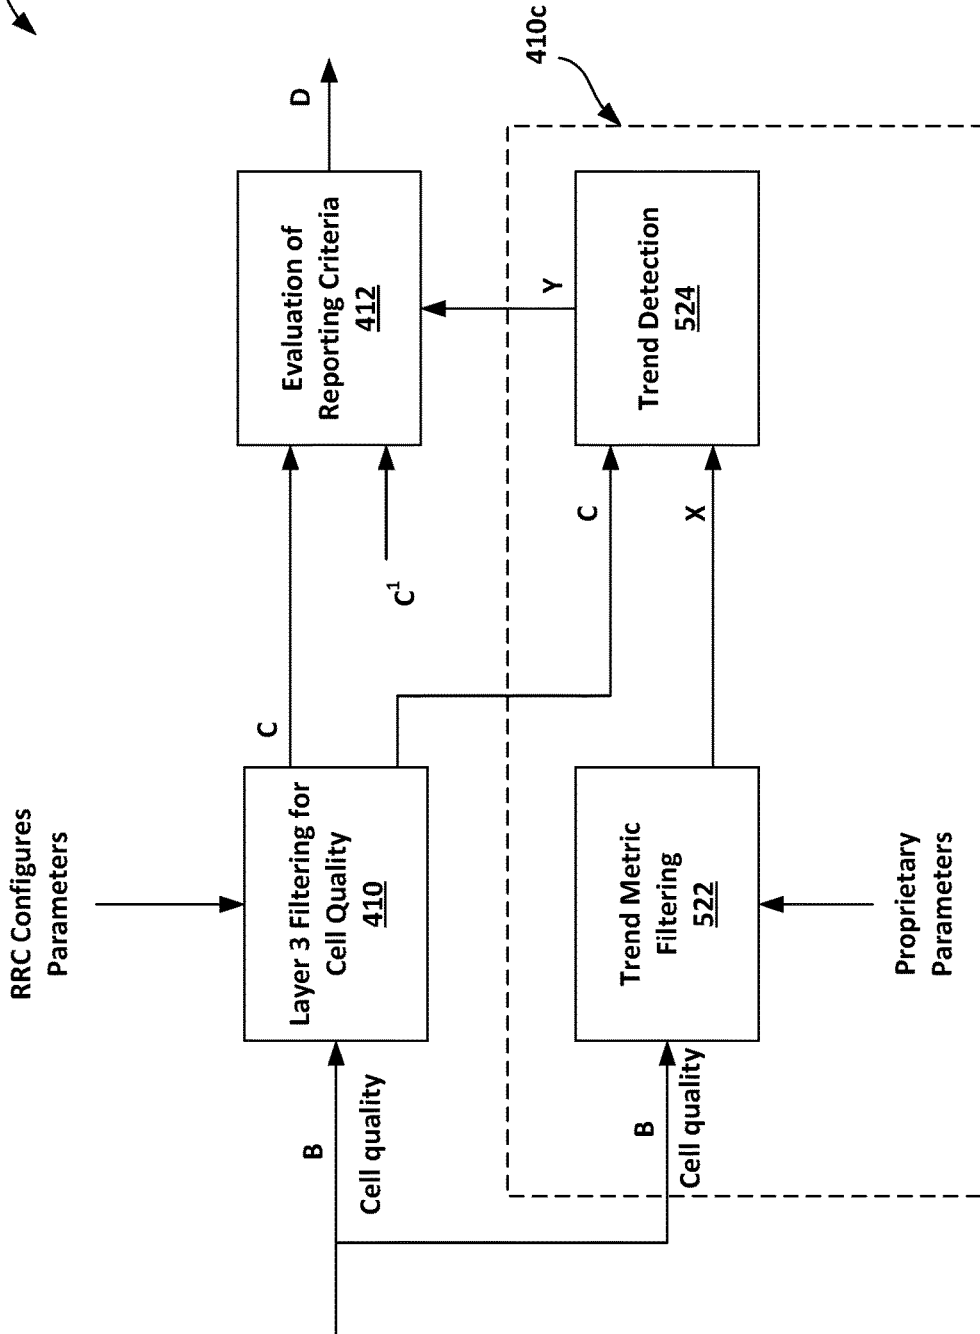 RRC Configures
Parameters
B
Cell quality
Layer 3 Filtering for
Cell Quality
410
C
C¹
Evaluation of
Reporting Criteria
412
D
410c
B
Cell quality
Trend Metric
Filtering
522
C
X
Trend Detection
524
Y
Proprietary
Parameters